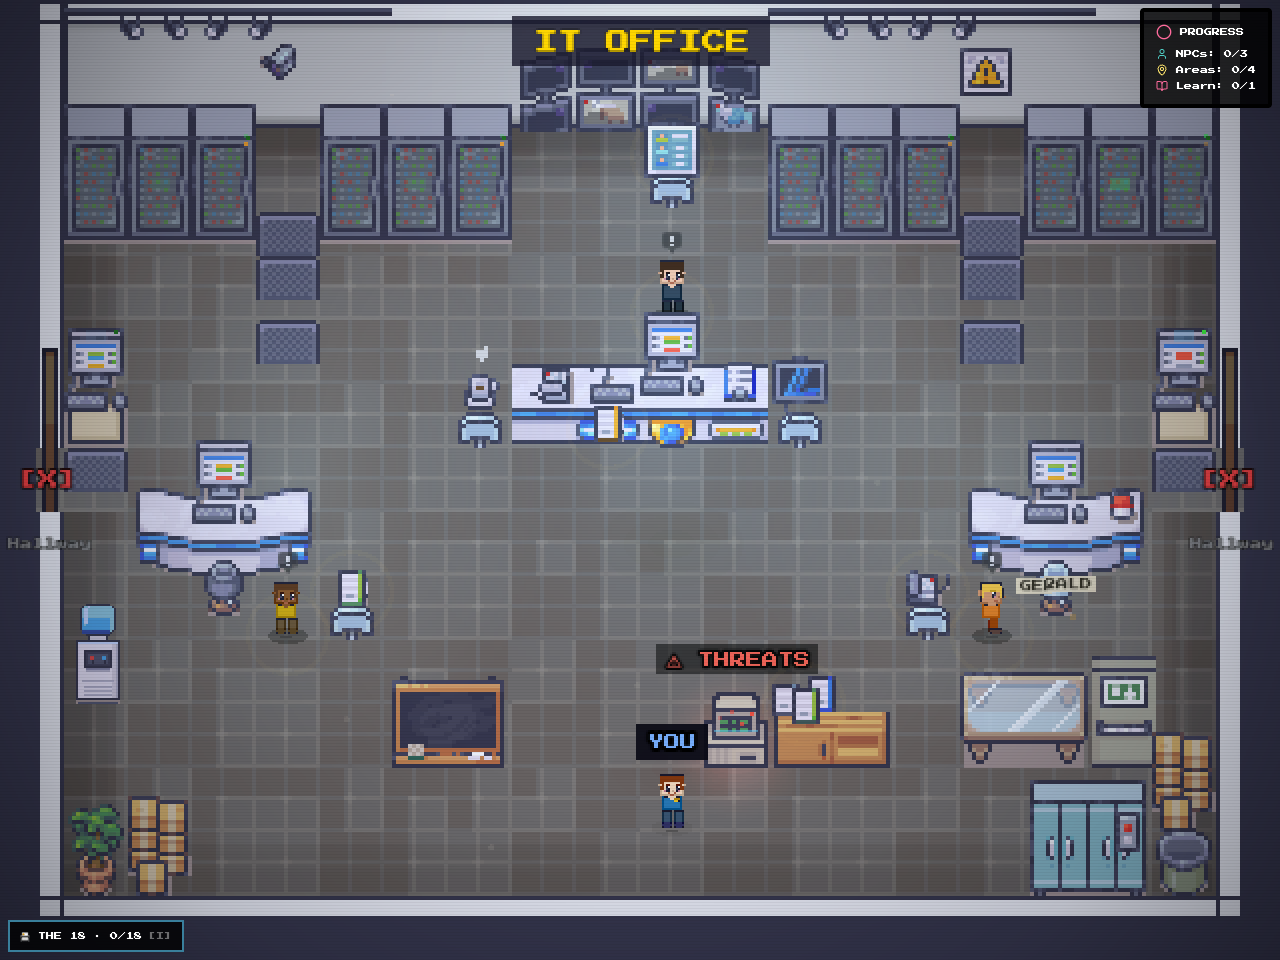 IT OFFICE
PROGRESS
NPCs: 0/3
Areas: 0/4
Learn: 0/1
!
[X]
[X]
Hallway
Hallway
!
!
GERALD
THREATS
YOU
THE 18 · 0/18 [I]